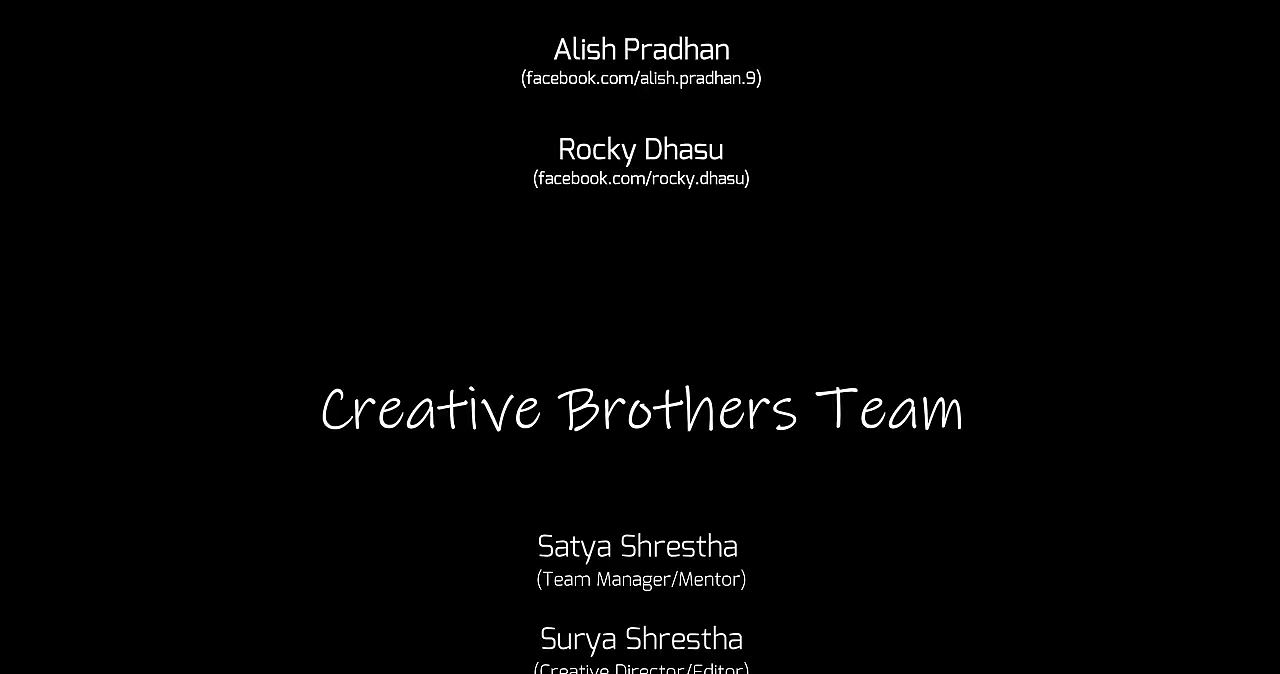 Alish Pradhan
(facebook.com/alish.pradhan.9)
Rocky Dhasu
(facebook.com/rocky.dhasu)
Creative Brothers Team
Satya Shrestha
(Team Manager/Mentor)
Surya Shrestha
(Creative Director/Editor)